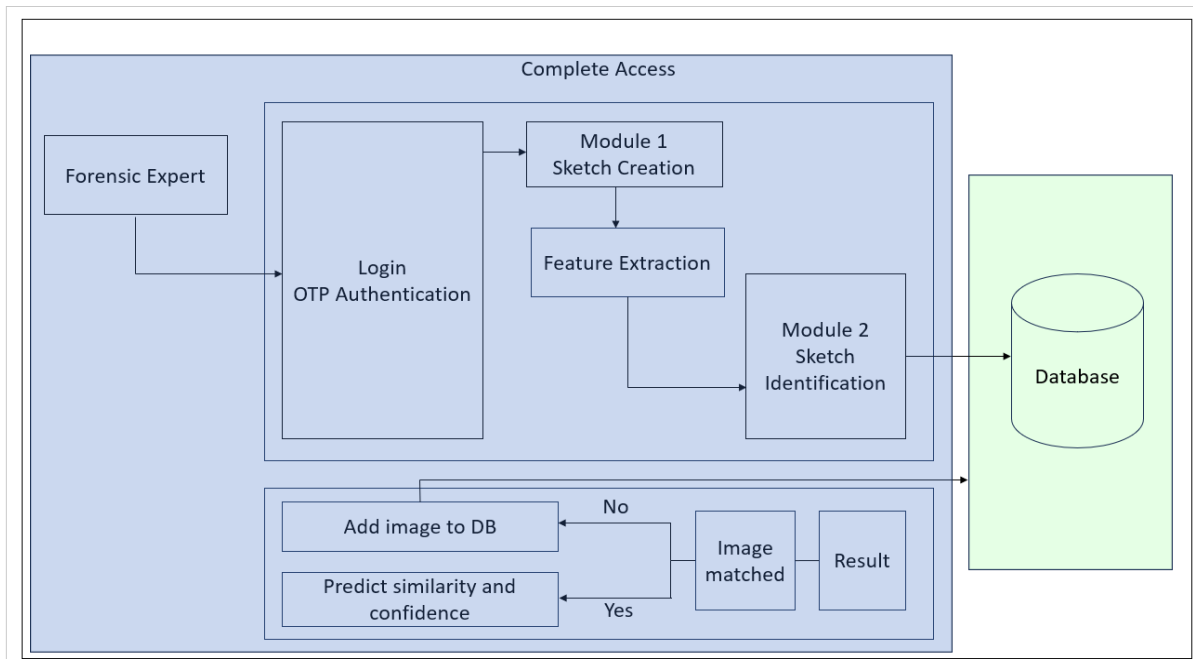 Complete Access
Forensic Expert
Login
OTP Authentication
Module 1
Sketch Creation
Feature Extraction
Module 2
Sketch
Identification
Database
Add image to DB
No
Image
matched
Result
Predict similarity and
confidence
Yes